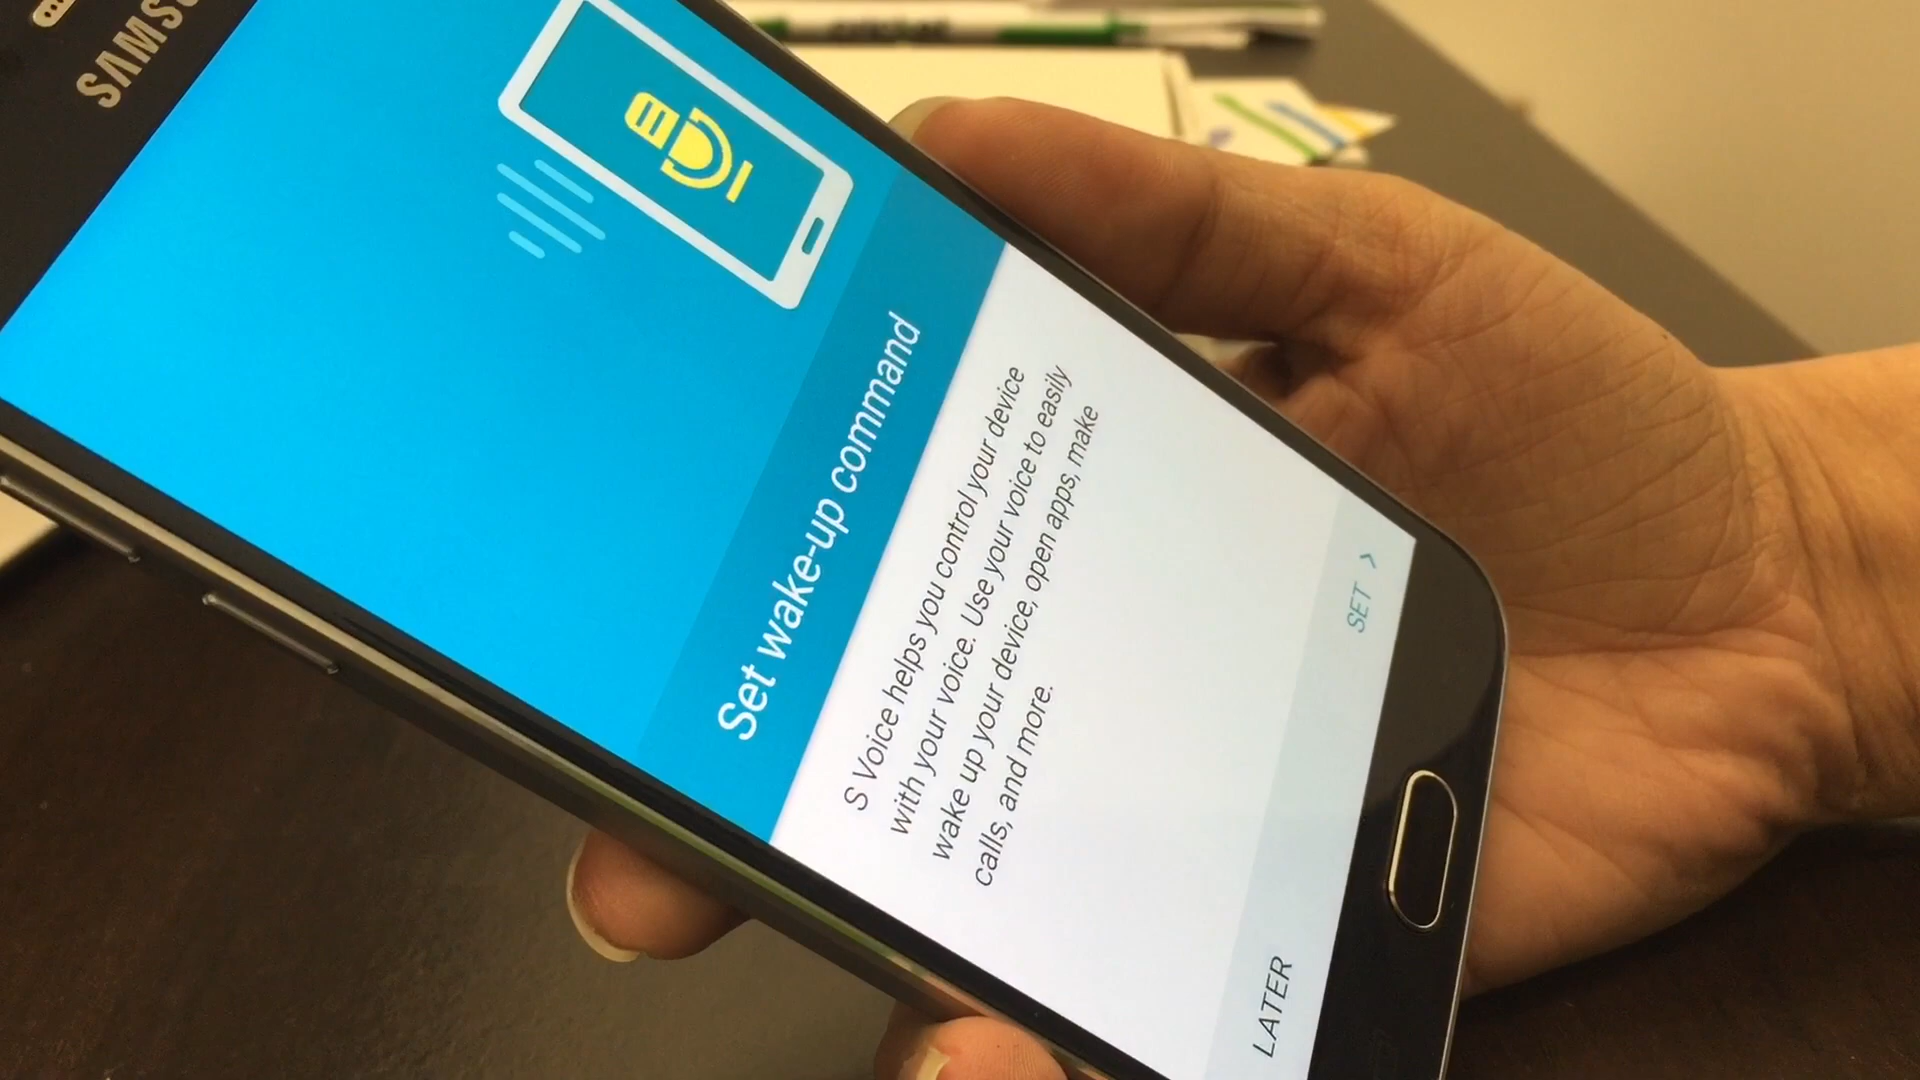 SAMSU
Set wake-up command
S Voice helps you control your device
with your voice. Use your voice to easily
wake up your device, open apps, make
calls, and more.
LATER
SET >